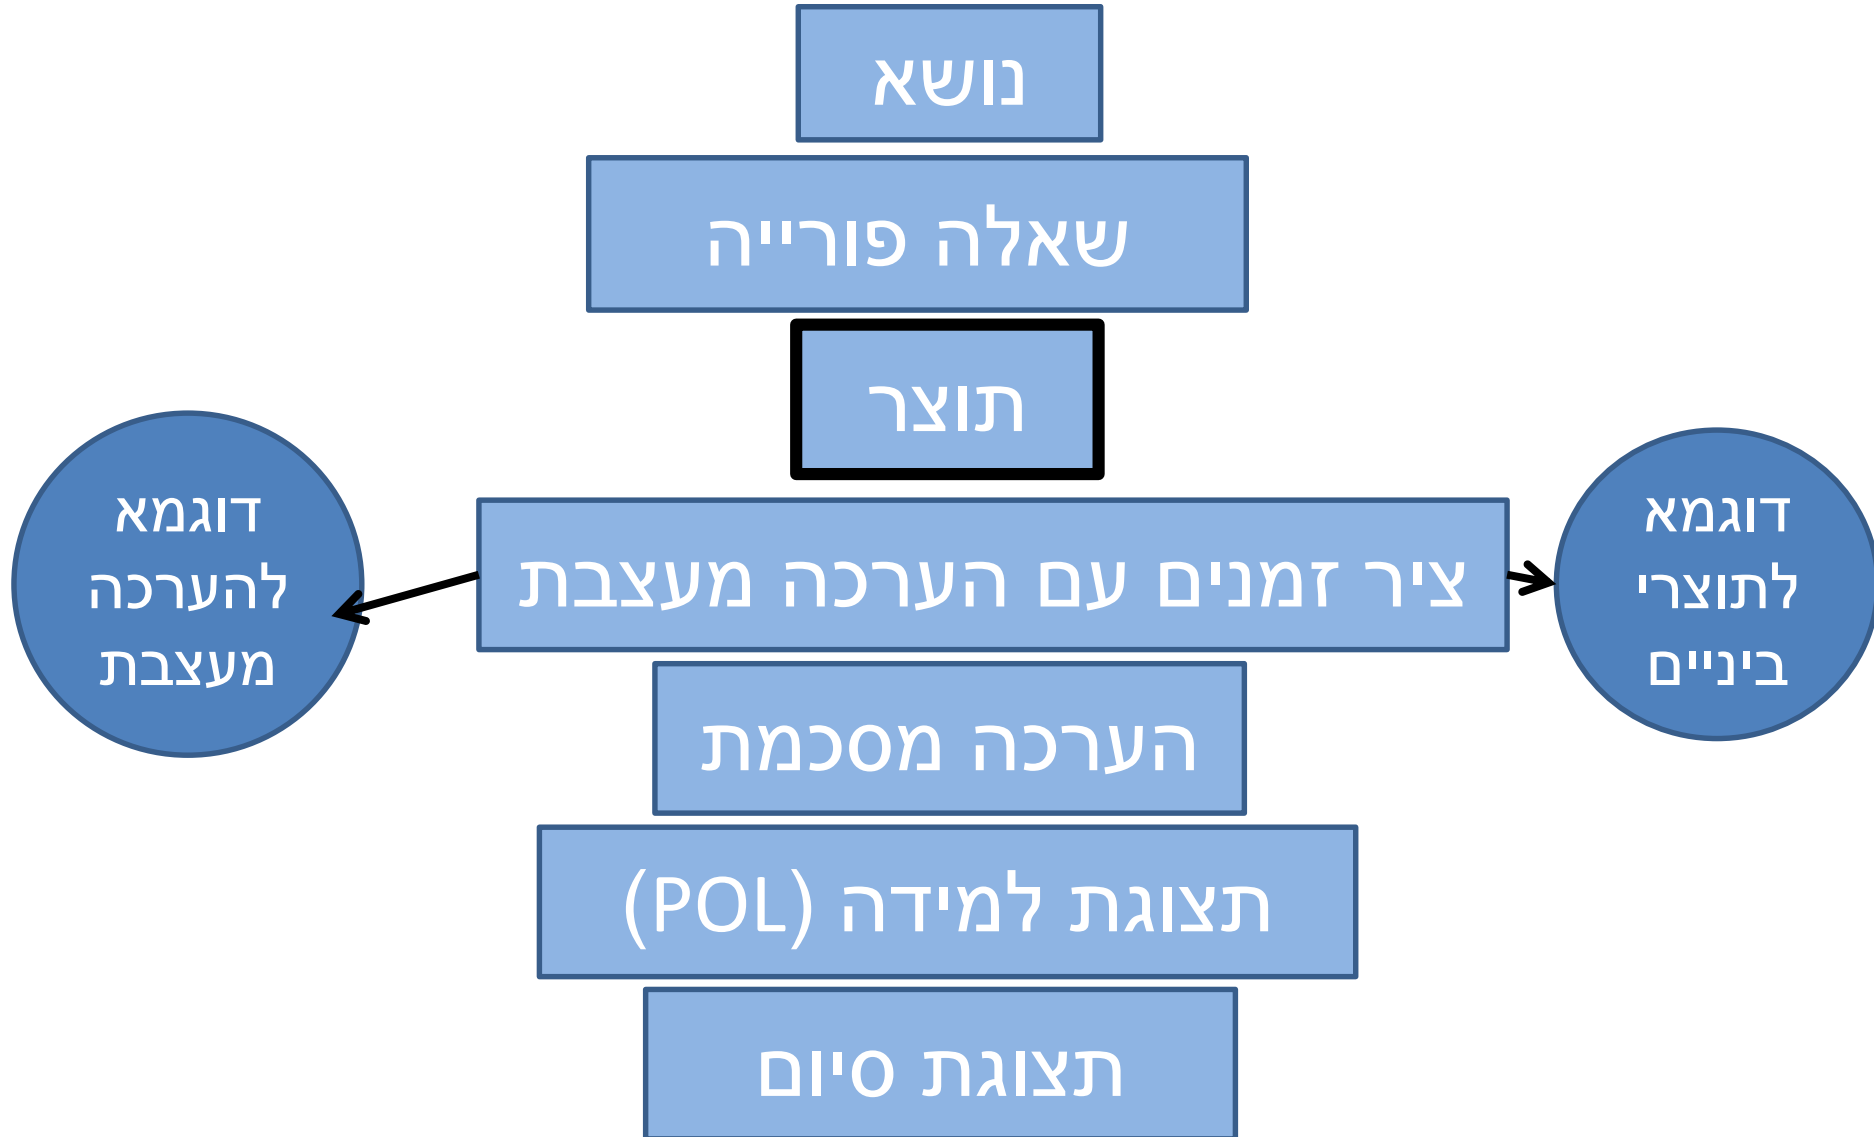 נושא
שאלה פורייה
תוצר
ציר זמנים עם הערכה מעצבת
דוגמא
לתוצרי
ביניים
דוגמא
להערכה
מעצבת
הערכה מסכמת
תצוגת למידה (POL)
תצוגת סיום